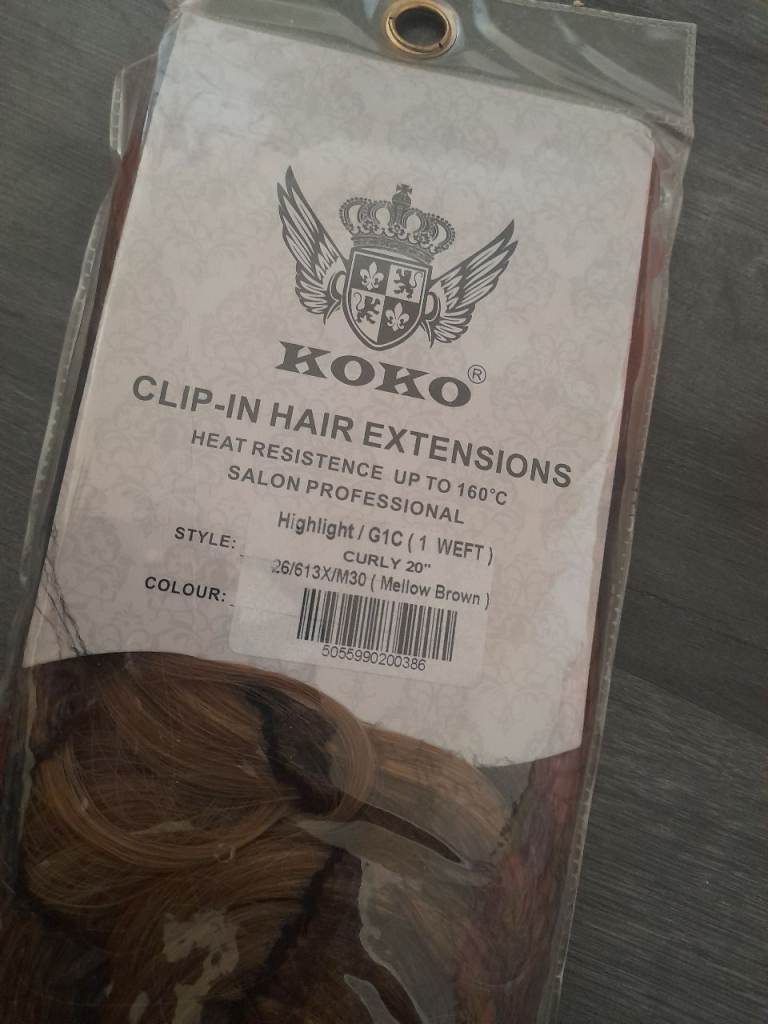 KOKO®
CLIP-IN HAIR EXTENSIONS
HEAT RESISTENCE UP TO 160°C
SALON PROFESSIONAL
Highlight / G1C ( 1 WEFT )
STYLE: CURLY 20"
COLOUR: 26/613X/M30 ( Mellow Brown )
5055990200386